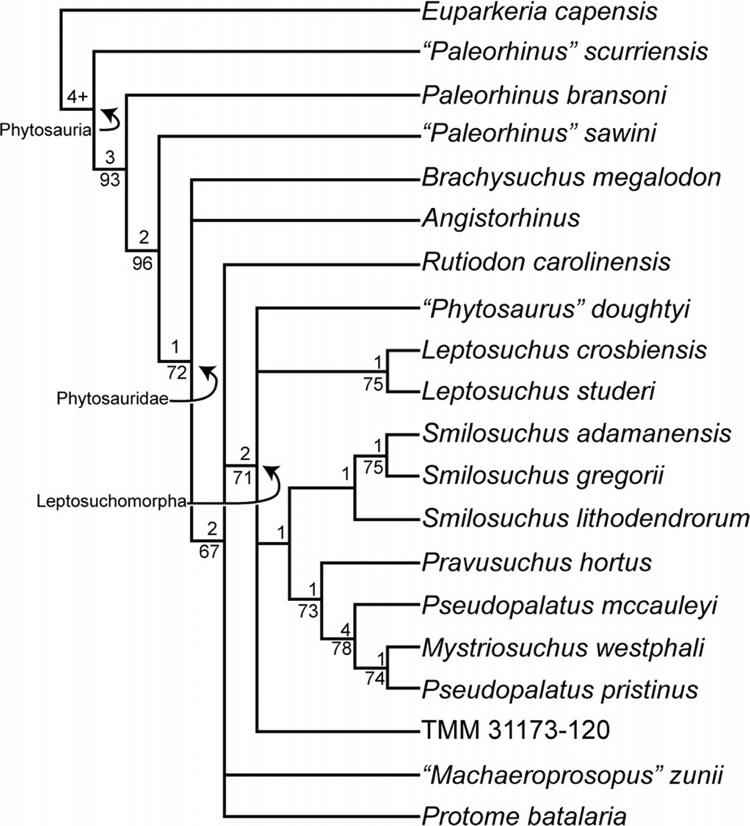 Euparkeria capensis
“Paleorhinus” scurriensis
4+
Paleorhinus bransoni
Phytosauria
“Paleorhinus” sawini
3
93
Brachysuchus megalodon
Angistorhinus
2
96
Rutiodon carolinensis
“Phytosaurus” doughtyi
1
72
Leptosuchus crosbiensis
1
75
Leptosuchus studeri
Phytosauridae
Smilosuchus adamanensis
1
75
2
71
1
Smilosuchus gregorii
Leptosuchomorpha
Smilosuchus lithodendrorum
2
67
1
Pravusuchus hortus
1
73
Pseudopalatus mccauleyi
4
78
Mystriosuchus westphali
1
74
Pseudopalatus pristinus
TMM 31173-120
“Machaeroprosopus” zunii
Protome batalaria